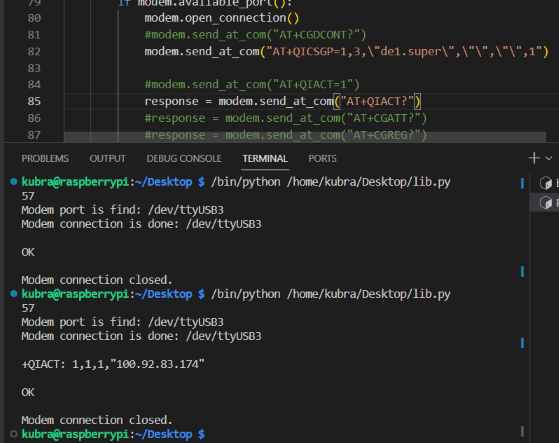 79 if modem.available_port():
80 modem.open_connection()
81 #modem.send_at_com("AT+CGDCONT?")
82 modem.send_at_com("AT+QICSGP=1,3,\"de1.super\",\"\",\"\",1")
83
84 #modem.send_at_com("AT+QIACT=1")
85 response = modem.send_at_com("AT+QIACT?")
86 #response = modem.send_at_com("AT+CGATT?")
87 #response = modem.send_at_com("AT+CGREG?")
PROBLEMS OUTPUT DEBUG CONSOLE TERMINAL PORTS
kubra@raspberrypi:~/Desktop $ /bin/python /home/kubra/Desktop/lib.py
57
Modem port is find: /dev/ttyUSB3
Modem connection is done: /dev/ttyUSB3
OK
Modem connection closed.
kubra@raspberrypi:~/Desktop $ /bin/python /home/kubra/Desktop/lib.py
57
Modem port is find: /dev/ttyUSB3
Modem connection is done: /dev/ttyUSB3
+QIACT: 1,1,1,"100.92.83.174"
OK
Modem connection closed.
kubra@raspberrypi:~/Desktop $